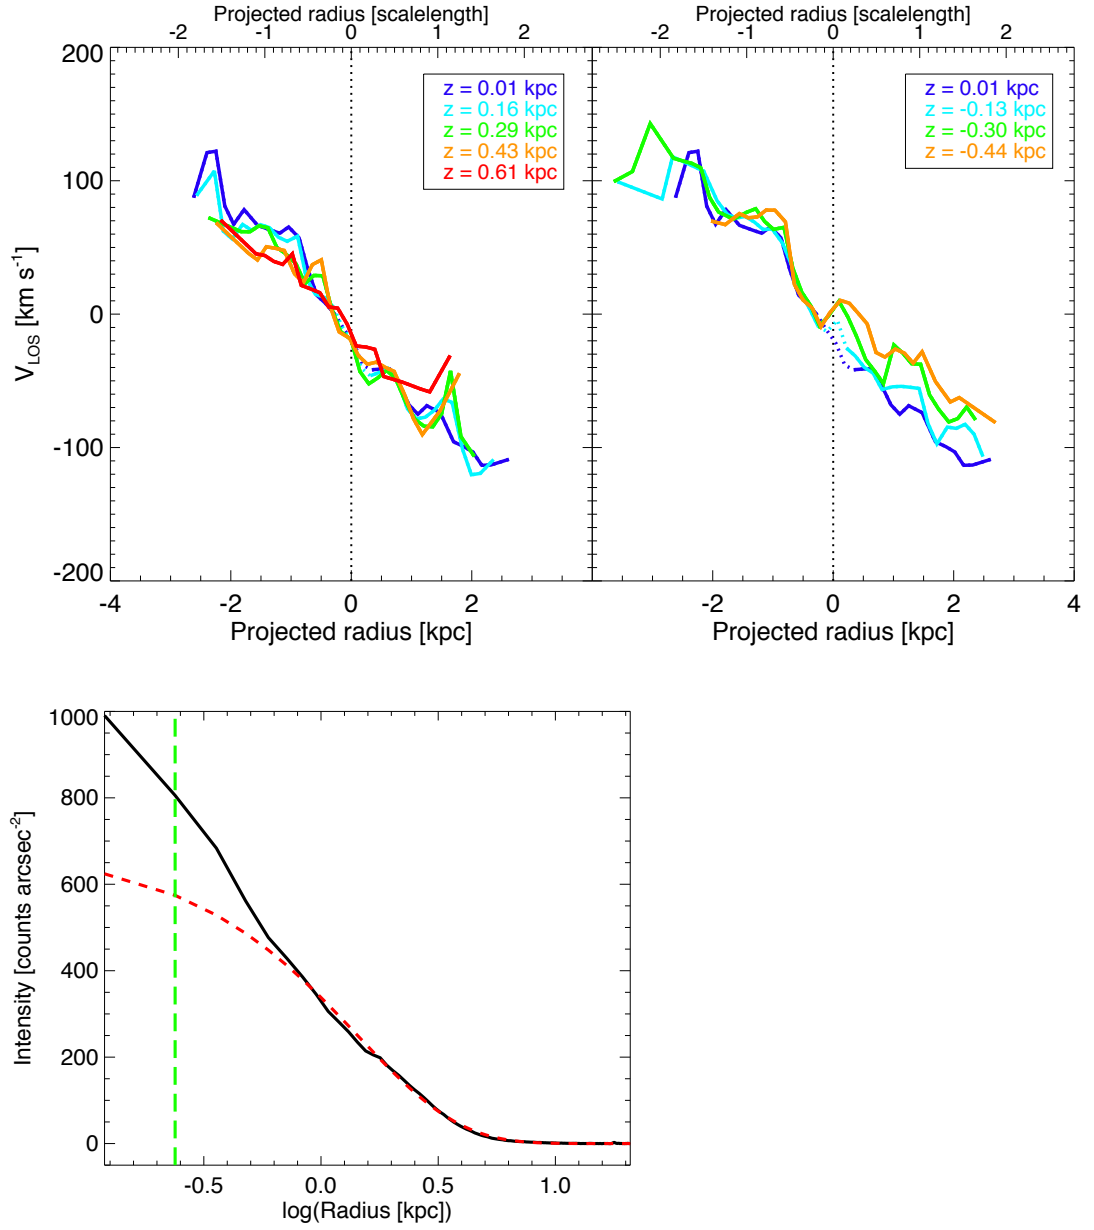 Projected radius [scalelength]
Projected radius [scalelength]
-2 -1 0 1 2
-2 -1 0 1 2
200
100
0
-100
-200
V_LOS [km s⁻¹]
z = 0.01 kpc
z = 0.16 kpc
z = 0.29 kpc
z = 0.43 kpc
z = 0.61 kpc
z = 0.01 kpc
z = -0.13 kpc
z = -0.30 kpc
z = -0.44 kpc
-4 -2 0 2
-2 0 2 4
Projected radius [kpc]
Projected radius [kpc]
1000
800
600
400
200
0
Intensity [counts arcsec⁻²]
-0.5 0.0 0.5 1.0
log(Radius [kpc])